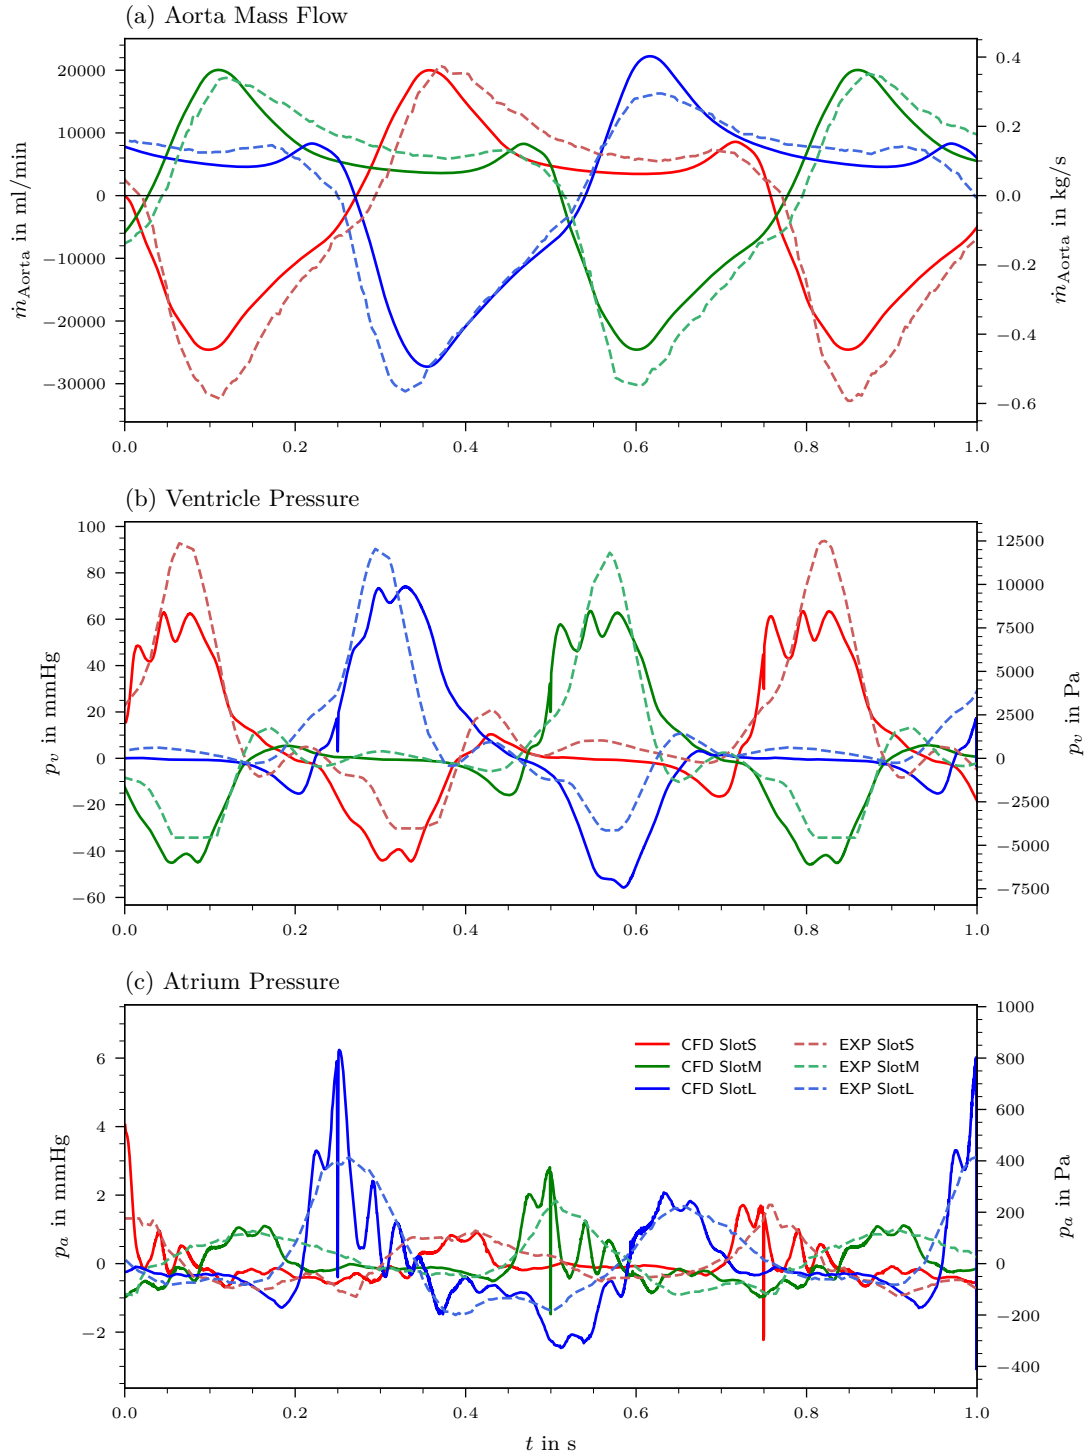 (a) Aorta Mass Flow
20000
10000
0
−10000
−20000
−30000
ṁAorta in ml/min
0.4
0.2
0.0
−0.2
−0.4
−0.6
ṁAorta in kg/s
0.0 0.2 0.4 0.6 0.8 1.0
(b) Ventricle Pressure
100
80
60
40
20
0
−20
−40
−60
pv in mmHg
12500
10000
7500
5000
2500
0
−2500
−5000
−7500
pv in Pa
0.0 0.2 0.4 0.6 0.8 1.0
(c) Atrium Pressure
6
4
2
0
−2
pa in mmHg
CFD SlotS EXP SlotS
CFD SlotM EXP SlotM
CFD SlotL EXP SlotL
1000
800
600
400
200
0
−200
−400
pa in Pa
0.0 0.2 0.4 0.6 0.8 1.0
t in s